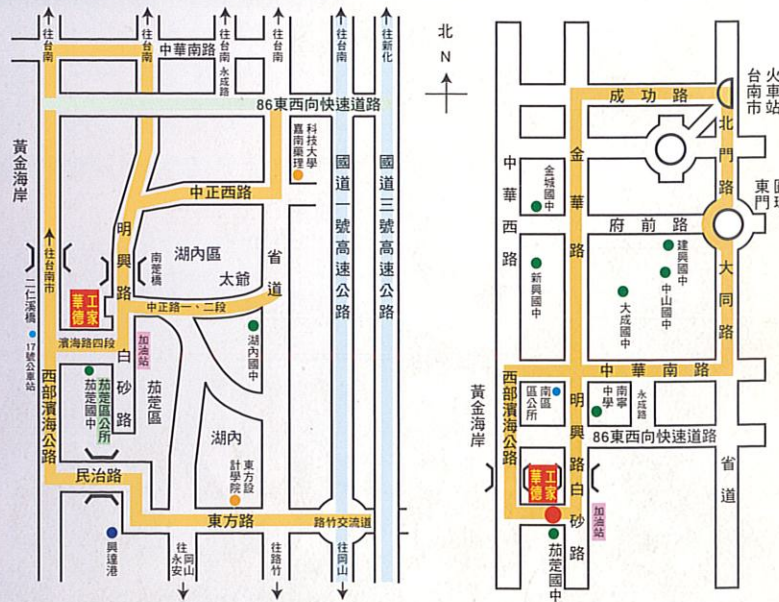 往台南
往台南
往台南
往台南
往新化
中華南路
永成路
86東西向快速道路
黃金海岸
嘉南藥理
科技大學
國道一號高速公路
國道三號高速公路
中正西路
明興路
湖內區
太爺
省道
南萣橋
往台南市
二仁溪橋
17號公車站
華德
工家
中正路一、二段
濱海路四段
加油站
白砂路
湖內國中
茄萣國中
茄萣區公所
茄萣區
西部濱海公路
湖內
民治路
東方設
計學院
東方路
路竹交流道
興達港
往永安
往岡山
往路竹
往岡山
北
N
成功路
台南市
火車站
北門路
中華西路
金城國中
金華路
府前路
東門
圓環
建興國中
中山國中
新興國中
大成國中
大同路
中華南路
黃金海岸
西部濱海公路
南區
區公所
明興路
南寧
中學
永成路
86東西向快速道路
省道
華德
工家
白砂路
加油站
茄萣國中